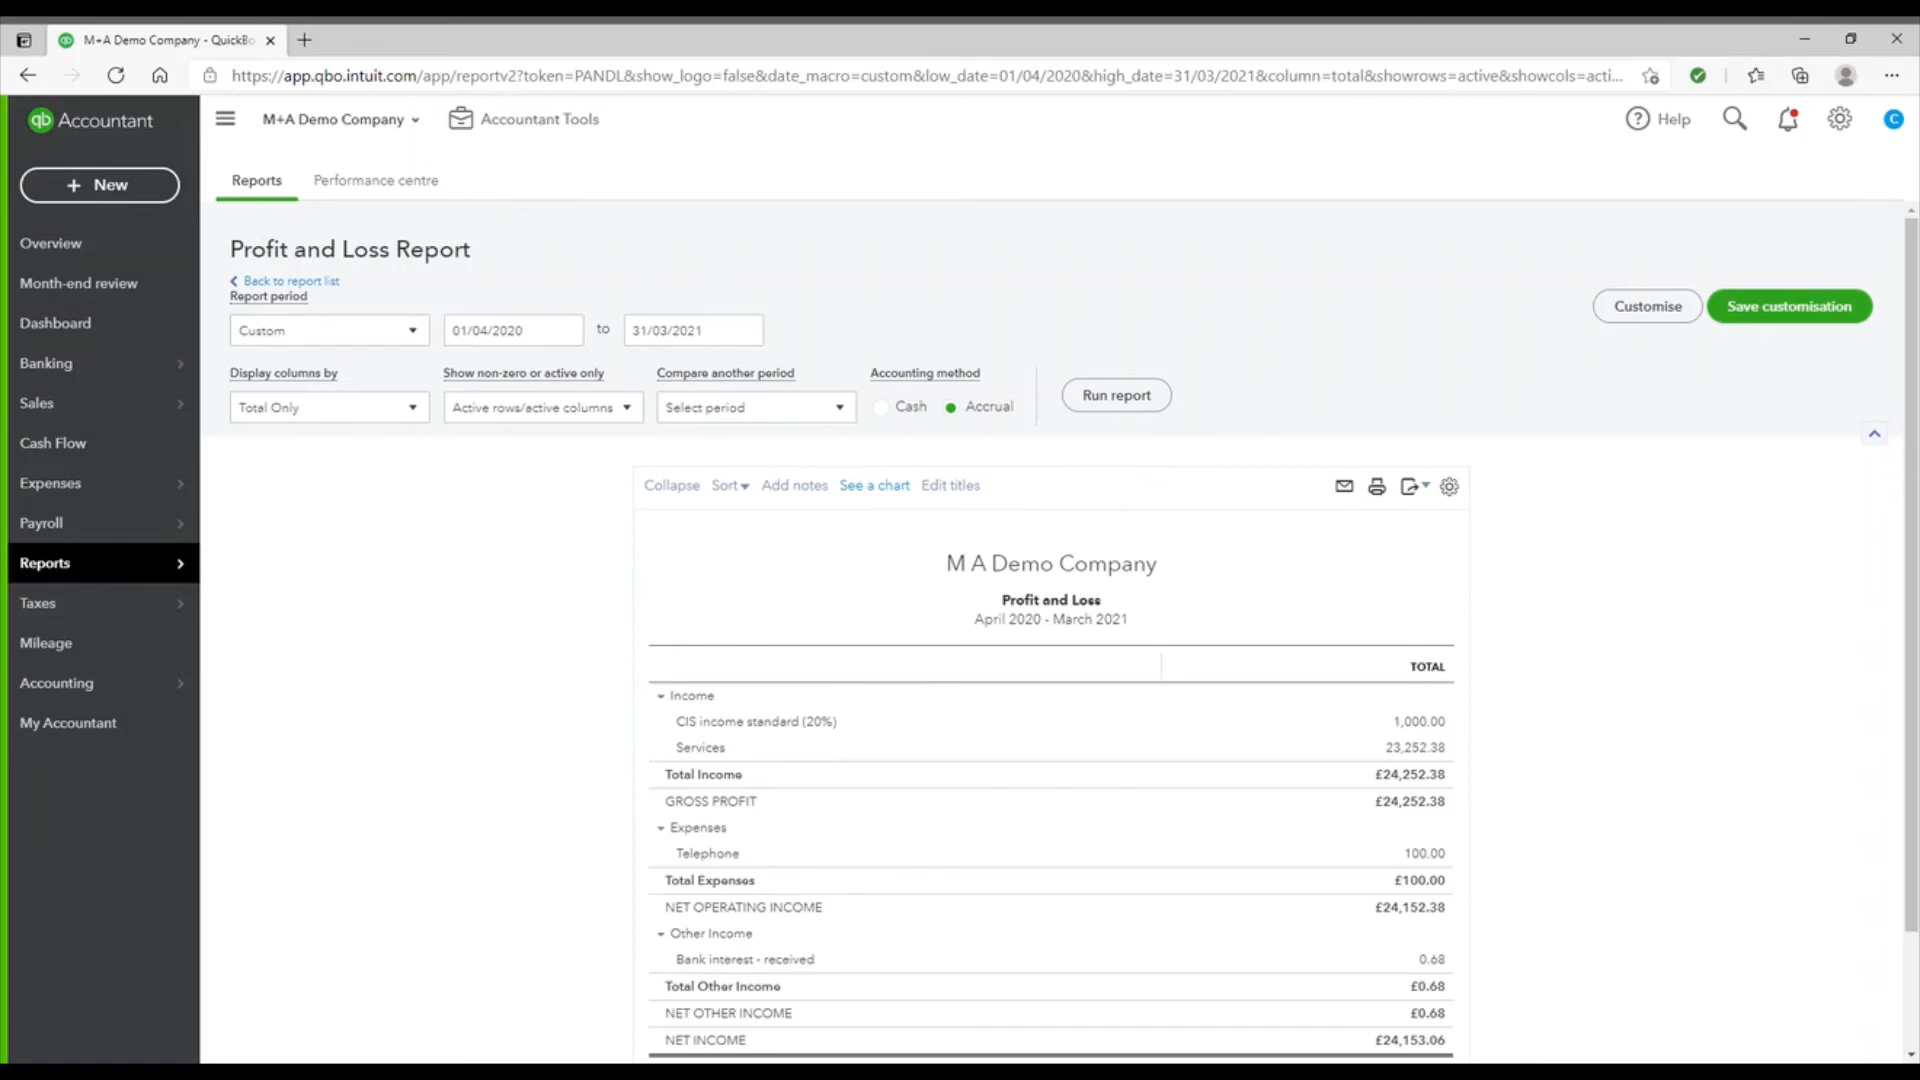 M+A Demo Company - QuickBo
https://app.qbo.intuit.com/app/reportv2?token=PANDL&show_logo=false&date_macro=custom&low_date=01/04/2020&high_date=31/03/2021&column=total&showrows=active&showcols=acti...
qb Accountant
M+A Demo Company
Accountant Tools
? Help
C
+ New
Overview
Month-end review
Dashboard
Banking
Sales
Cash Flow
Expenses
Payroll
Reports
Taxes
Mileage
Accounting
My Accountant
Reports Performance centre
Profit and Loss Report
Back to report list
Report period
Custom 01/04/2020 to 31/03/2021
Customise Save customisation
Display columns by Show non-zero or active only Compare another period Accounting method
Total Only Active rows/active columns Select period Cash Accrual
Run report
Collapse Sort Add notes See a chart Edit titles
M A Demo Company
Profit and Loss
April 2020 - March 2021
TOTAL
Income
CIS income standard (20%) 1,000.00
Services 23,252.38
Total Income £24,252.38
GROSS PROFIT £24,252.38
Expenses
Telephone 100.00
Total Expenses £100.00
NET OPERATING INCOME £24,152.38
Other Income
Bank interest - received 0.68
Total Other Income £0.68
NET OTHER INCOME £0.68
NET INCOME £24,153.06